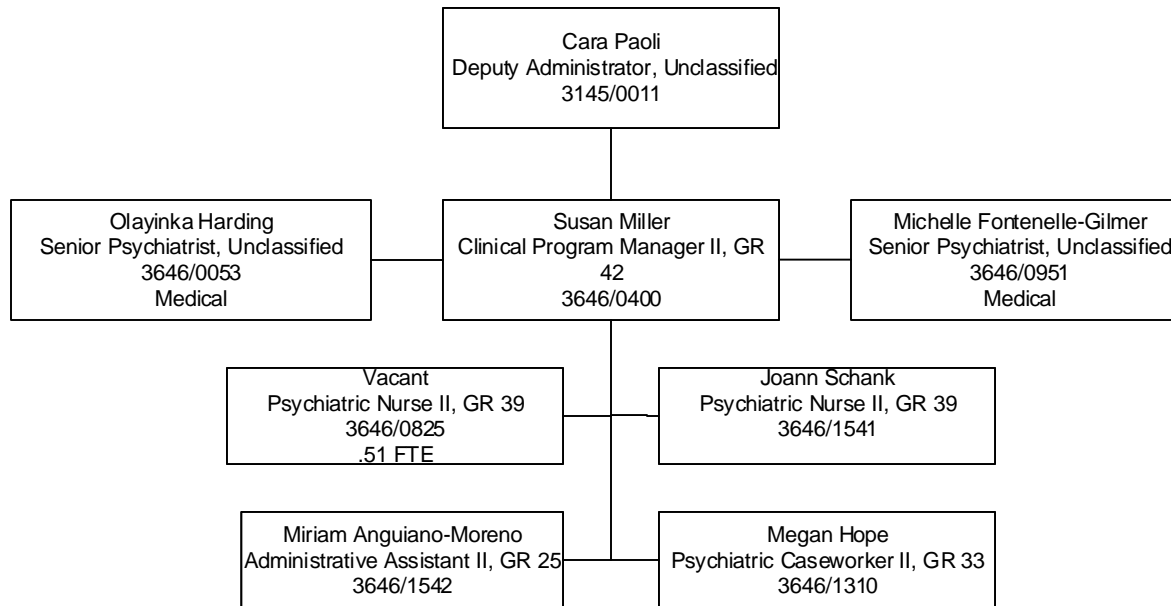 Cara Paoli
Deputy Administrator, Unclassified
3145/0011
Olayinka Harding
Senior Psychiatrist, Unclassified
3646/0053
Medical
Susan Miller
Clinical Program Manager II, GR
42
3646/0400
Michelle Fontenelle-Gilmer
Senior Psychiatrist, Unclassified
3646/0951
Medical
Vacant
Psychiatric Nurse II, GR 39
3646/0825
.51 FTE
Joann Schank
Psychiatric Nurse II, GR 39
3646/1541
Miriam Anguiano-Moreno
Administrative Assistant II, GR 25
3646/1542
Megan Hope
Psychiatric Caseworker II, GR 33
3646/1310